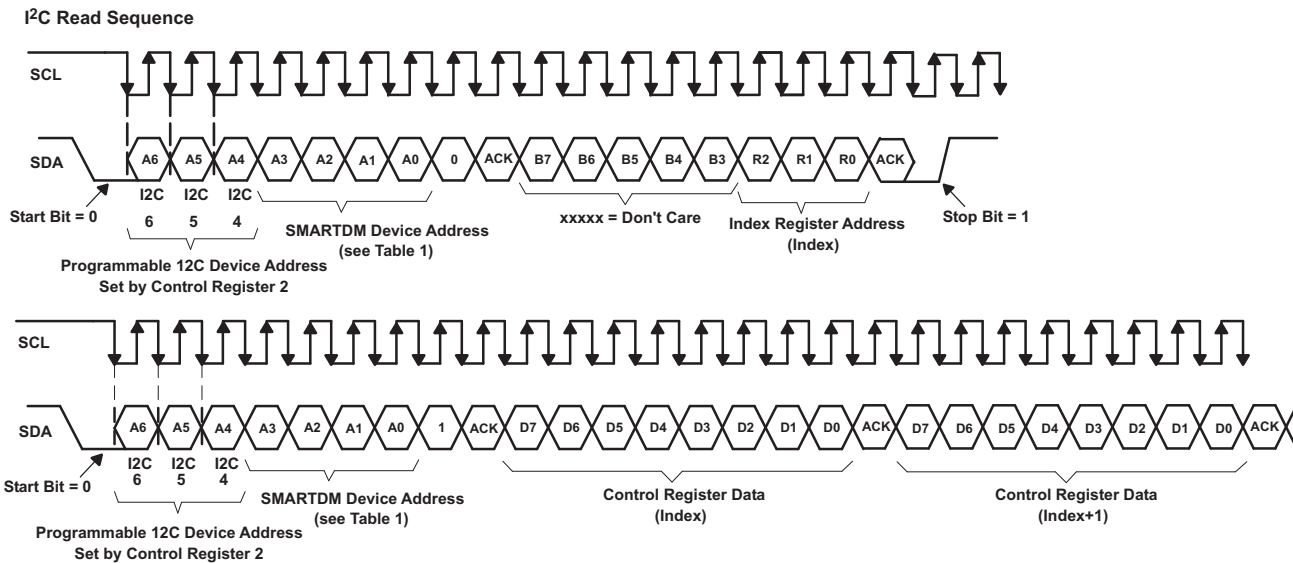 I²C Read Sequence
SCL
SDA A6 A5 A4 A3 A2 A1 A0 0 ACK B7 B6 B5 B4 B3 R2 R1 R0 ACK
I2C I2C I2C
6 5 4
Start Bit = 0
SMARTDM Device Address
(see Table 1)
xxxxx = Don't Care
Index Register Address
(Index)
Stop Bit = 1
Programmable 12C Device Address
Set by Control Register 2
SCL
SDA A6 A5 A4 A3 A2 A1 A0 1 ACK D7 D6 D5 D4 D3 D2 D1 D0 ACK D7 D6 D5 D4 D3 D2 D1 D0 ACK
I2C I2C I2C
6 5 4
Start Bit = 0
SMARTDM Device Address
(see Table 1)
Control Register Data
(Index)
Control Register Data
(Index+1)
Programmable 12C Device Address
Set by Control Register 2